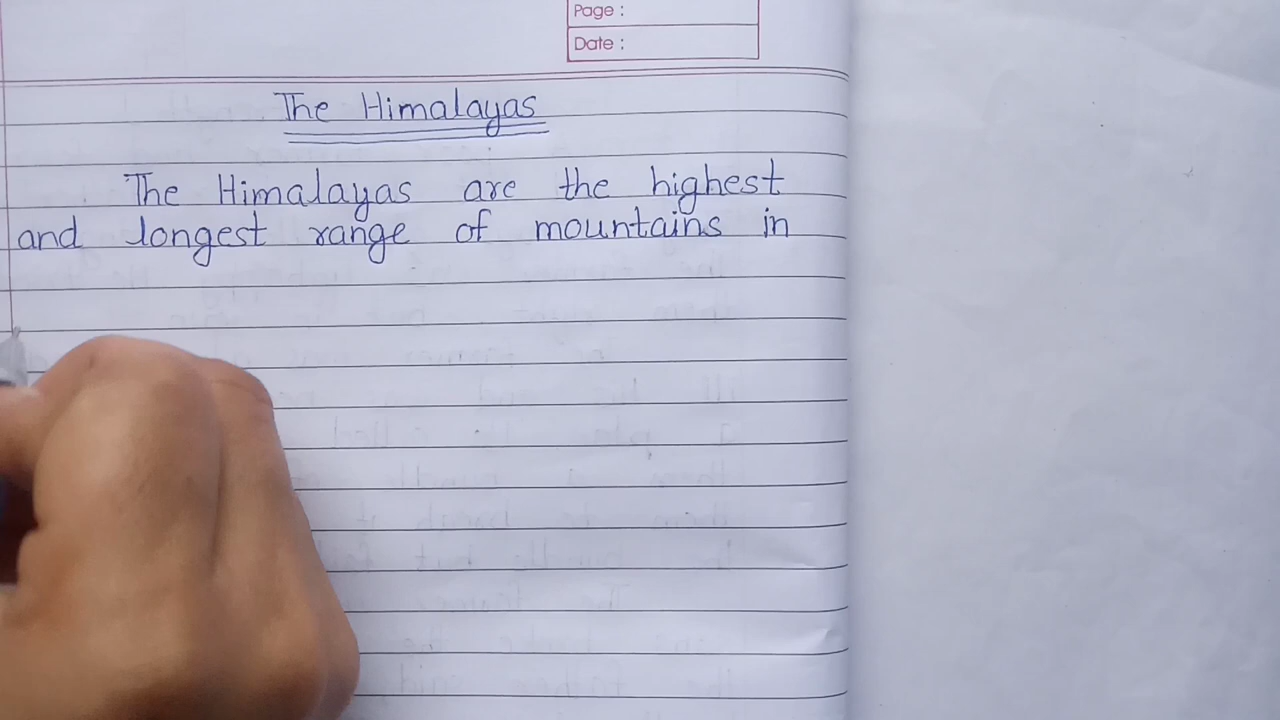 Page :
Date :
The Himalayas
The Himalayas are the highest
and longest range of mountains in